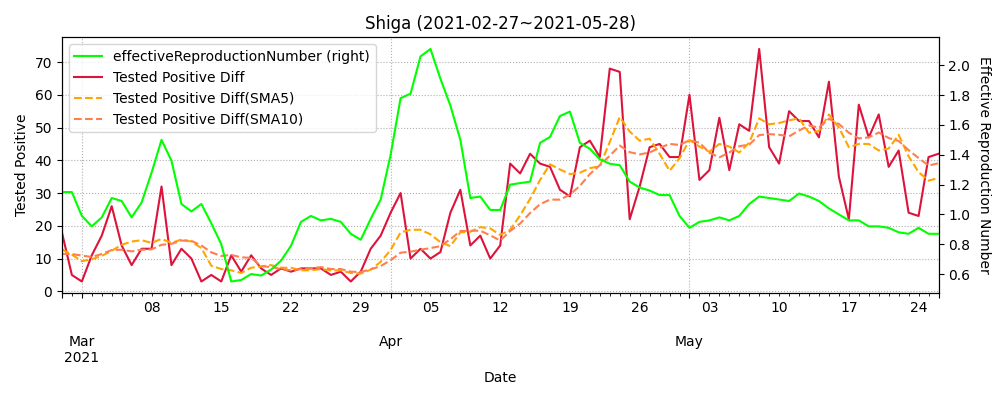 Shiga (2021-02-27~2021-05-28)
effectiveReproductionNumber (right)
Tested Positive Diff
Tested Positive Diff(SMA5)
Tested Positive Diff(SMA10)
Tested Positive
70
60
50
40
30
20
10
0
2.0
1.8
1.6
1.4
1.2
1.0
0.8
0.6
Effective Reproduction Number
08 15 22 29 05 12 19 26 03 10 17 24
Mar Apr May
2021
Date